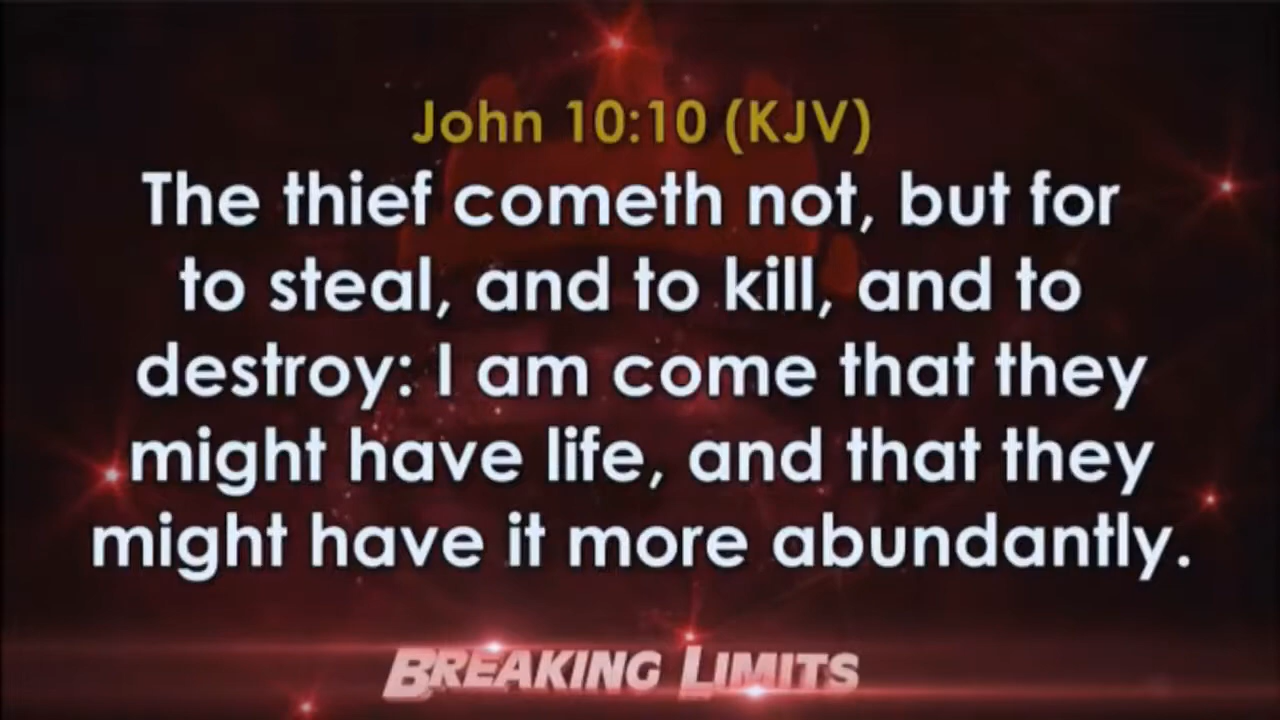 John 10:10 (KJV)
The thief cometh not, but for
to steal, and to kill, and to
destroy: I am come that they
might have life, and that they
might have it more abundantly.
BREAKING LIMITS